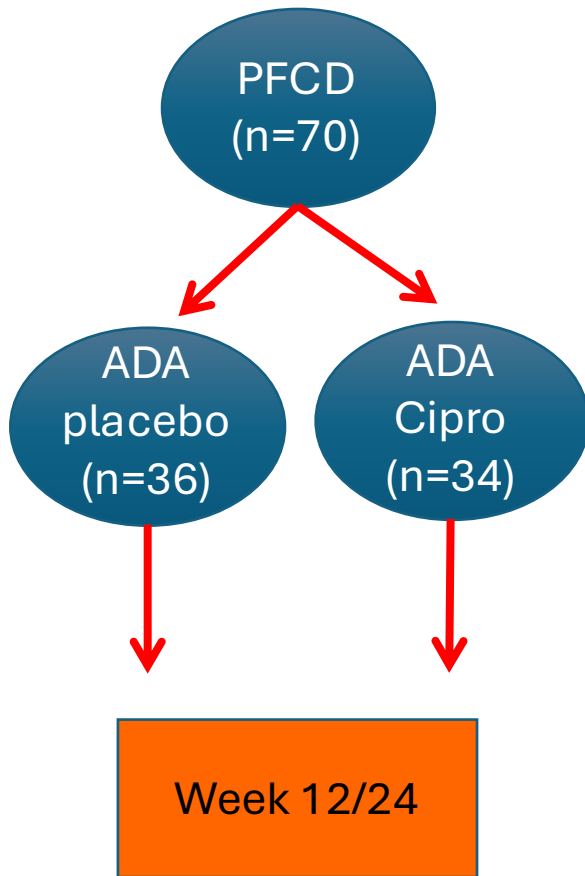 PFCD
(n=70)
ADA
placebo
(n=36)
ADA
Cipro
(n=34)
Week 12/24